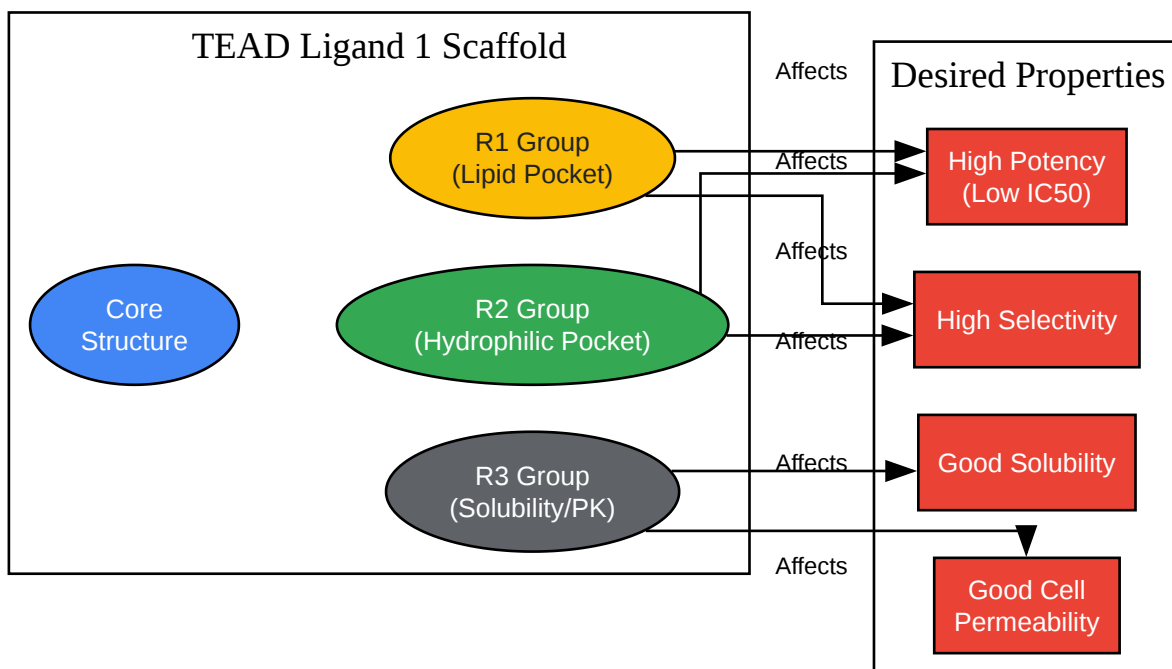 TEAD Ligand 1 Scaffold
Core
Structure
R1 Group
(Lipid Pocket)
R2 Group
(Hydrophilic Pocket)
R3 Group
(Solubility/PK)
Affects
Affects
Affects
Affects
Affects
Affects
Desired Properties
High Potency
(Low IC50)
High Selectivity
Good Solubility
Good Cell
Permeability